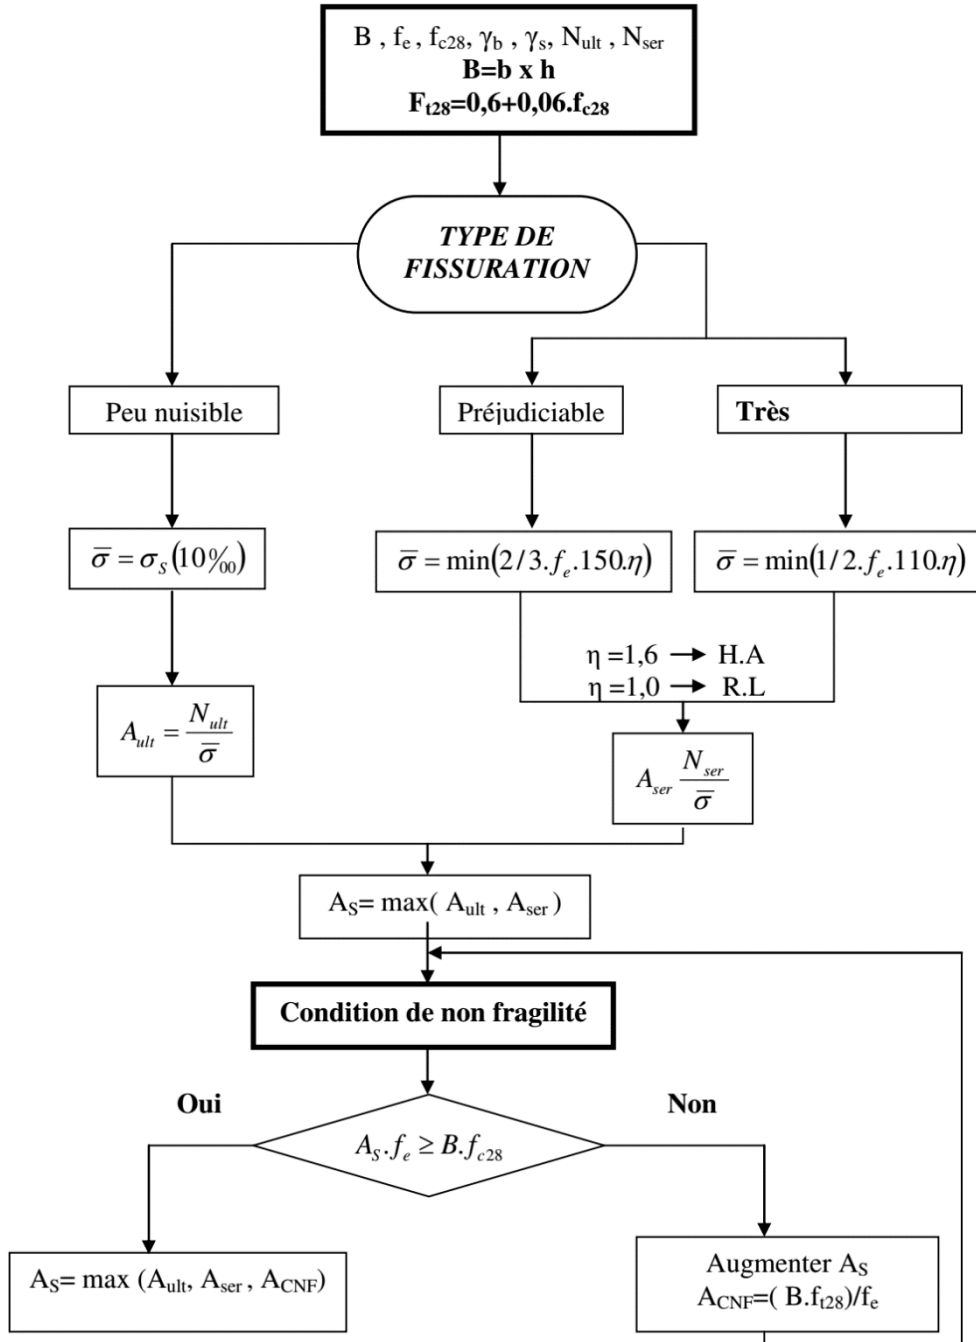 B , fe , fc28, γb , γs, Nult , Nser
B=b x h
Ft28=0,6+0,06.fc28
TYPE DE
FISSURATION
Peu nuisible
Préjudiciable
Très
σ̅ = σS(10‰)
σ̅ = min(2/3.fe.150.η)
σ̅ = min(1/2.fe.110.η)
η =1,6 → H.A
η =1,0 → R.L
Ault = Nult / σ̅
Aser Nser / σ̅
AS= max( Ault , Aser )
Condition de non fragilité
Oui
Non
AS.fe ≥ B.fc28
AS= max (Ault, Aser , ACNF)
Augmenter AS
ACNF=( B.ft28)/fe